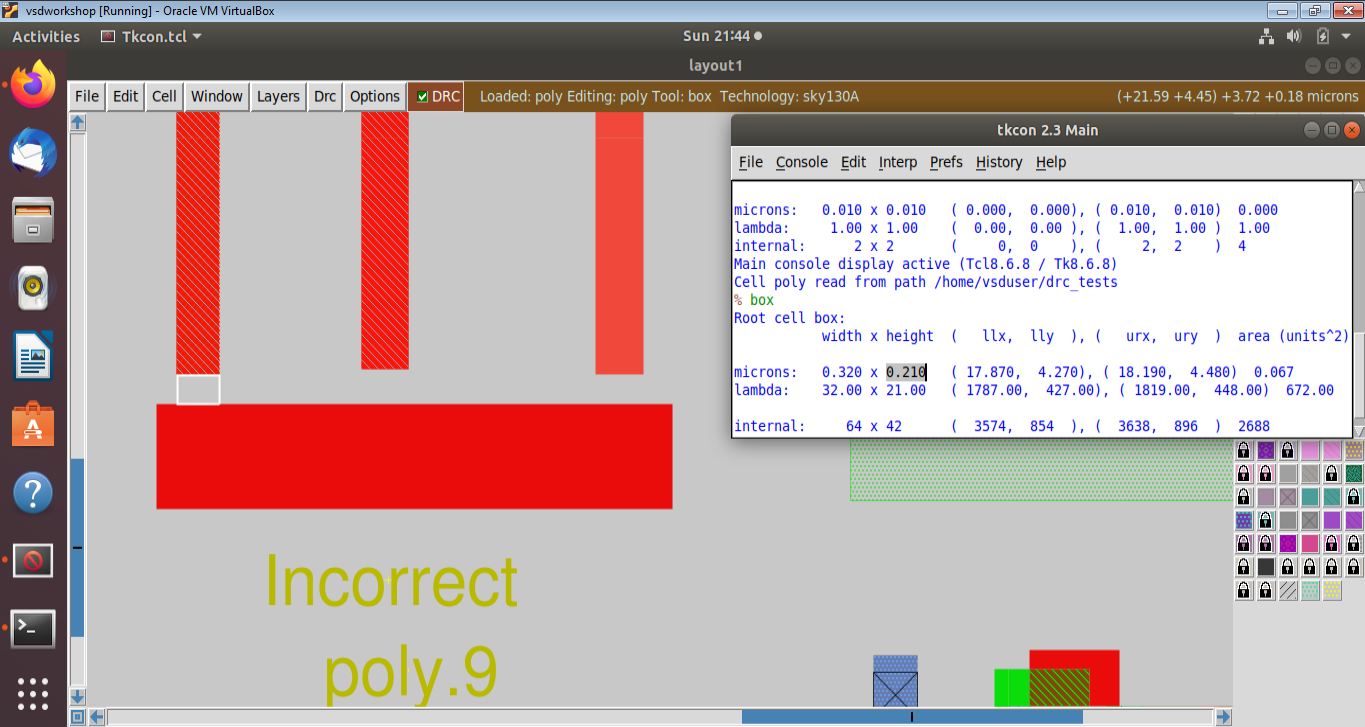 vsdworkshop [Running] - Oracle VM VirtualBox
Activities Tkcon.tcl Sun 21:44
layout1
File Edit Cell Window Layers Drc Options DRC Loaded: poly Editing: poly Tool: box Technology: sky130A (+21.59 +4.45) +3.72 +0.18 microns
tkcon 2.3 Main
File Console Edit Interp Prefs History Help
microns: 0.010 x 0.010 ( 0.000, 0.000), ( 0.010, 0.010) 0.000
lambda: 1.00 x 1.00 ( 0.00, 0.00 ), ( 1.00, 1.00 ) 1.00
internal: 2 x 2 ( 0, 0 ), ( 2, 2 ) 4
Main console display active (Tcl8.6.8 / Tk8.6.8)
Cell poly read from path /home/vsduser/drc_tests
% box
Root cell box:
width x height ( llx, lly ), ( urx, ury ) area (units^2)
microns: 0.320 x 0.210 ( 17.870, 4.270), ( 18.190, 4.480) 0.067
lambda: 32.00 x 21.00 ( 1787.00, 427.00), ( 1819.00, 448.00) 672.00
internal: 64 x 42 ( 3574, 854 ), ( 3638, 896 ) 2688
Incorrect
poly.9